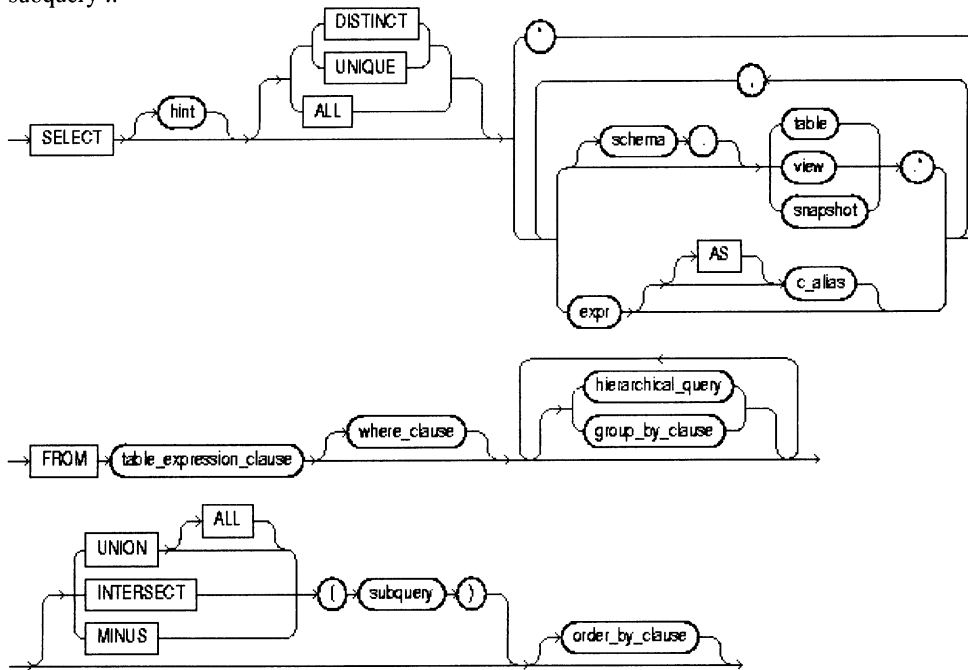 subquery ::
DISTINCT
UNIQUE
ALL
*
,
SELECT
hint
schema
.
table
view
snapshot
.*
AS
c_alias
expr
FROM
table_expression_clause
where_clause
hierarchical_query
group_by_clause
UNION
ALL
INTERSECT
MINUS
(
subquery
)
order_by_clause